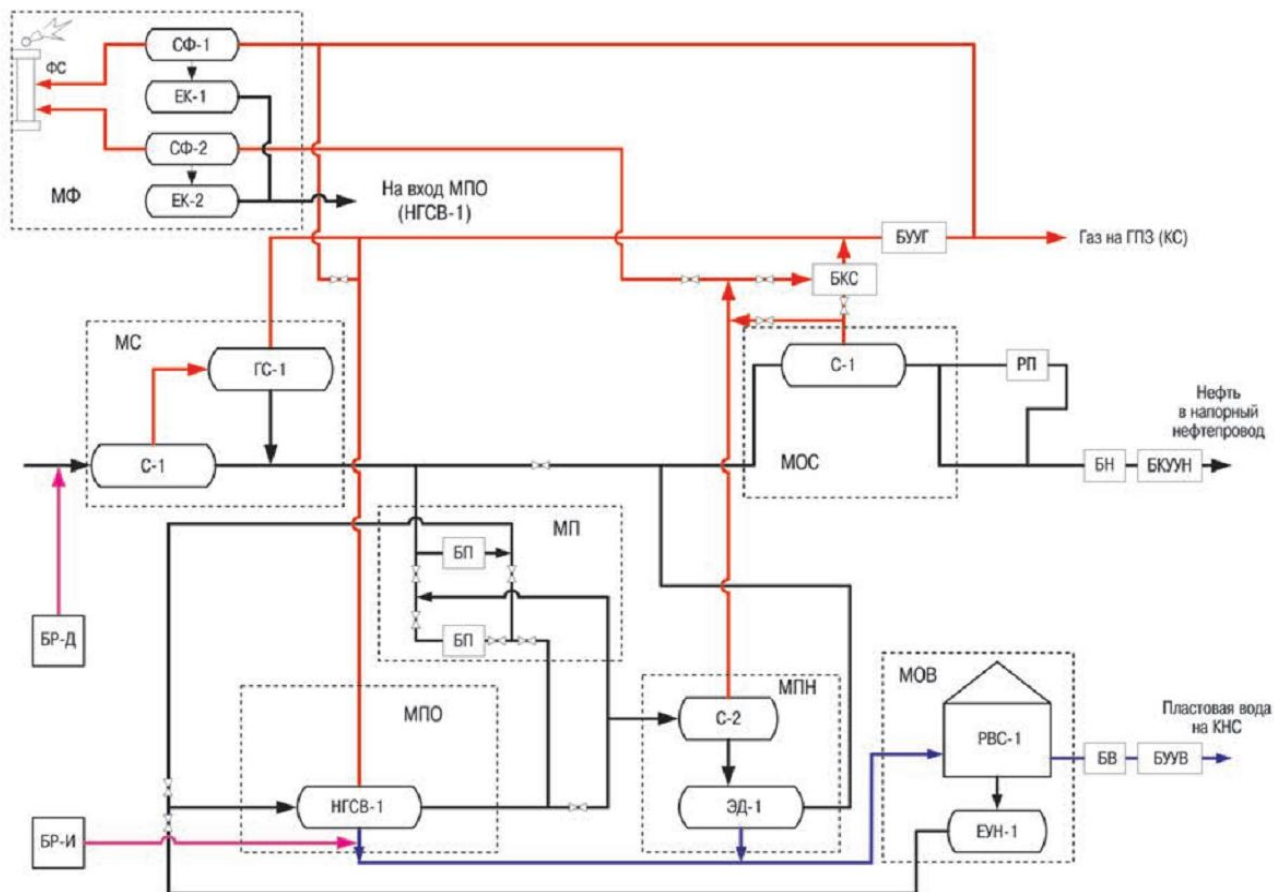 ФС
СФ-1
ЕК-1
СФ-2
ЕК-2
МФ
На вход МПО
(НГСВ-1)
БУУГ
Газ на ГПЗ (КС)
БКС
МС
ГС-1
С-1
С-1
РП
МОС
Нефть
в напорный
нефтепровод
БН
БКУУН
МП
БП
БП
БР-Д
МПО
НГСВ-1
БР-И
МПН
С-2
ЭД-1
МОВ
РВС-1
ЕУН-1
Пластовая вода
на КНС
БВ
БУУВ